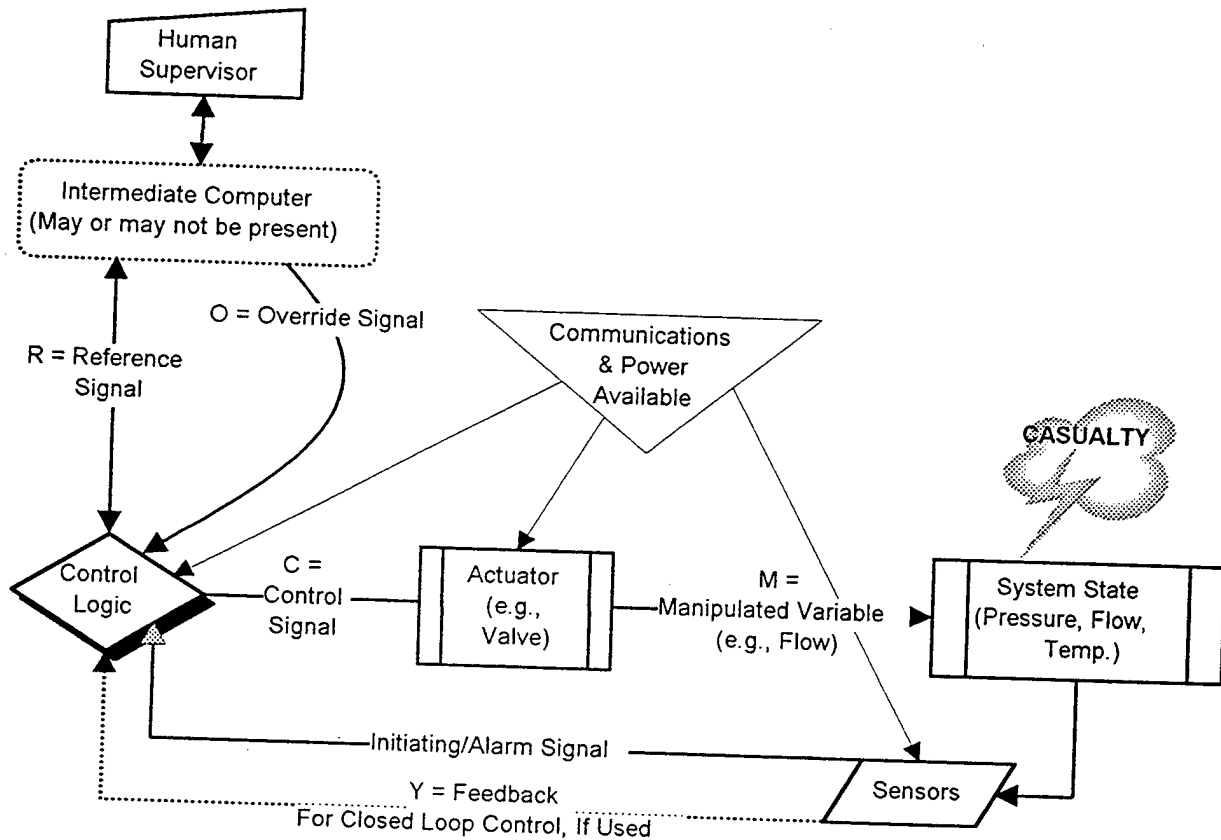 Human
Supervisor
Intermediate Computer
(May or may not be present)
O = Override Signal
R = Reference
Signal
Communications
& Power
Available
CASUALTY
Control
Logic
C =
Control
Signal
Actuator
(e.g.,
Valve)
M =
Manipulated Variable
(e.g., Flow)
System State
(Pressure, Flow,
Temp.)
Initiating/Alarm Signal
Sensors
Y = Feedback
For Closed Loop Control, If Used